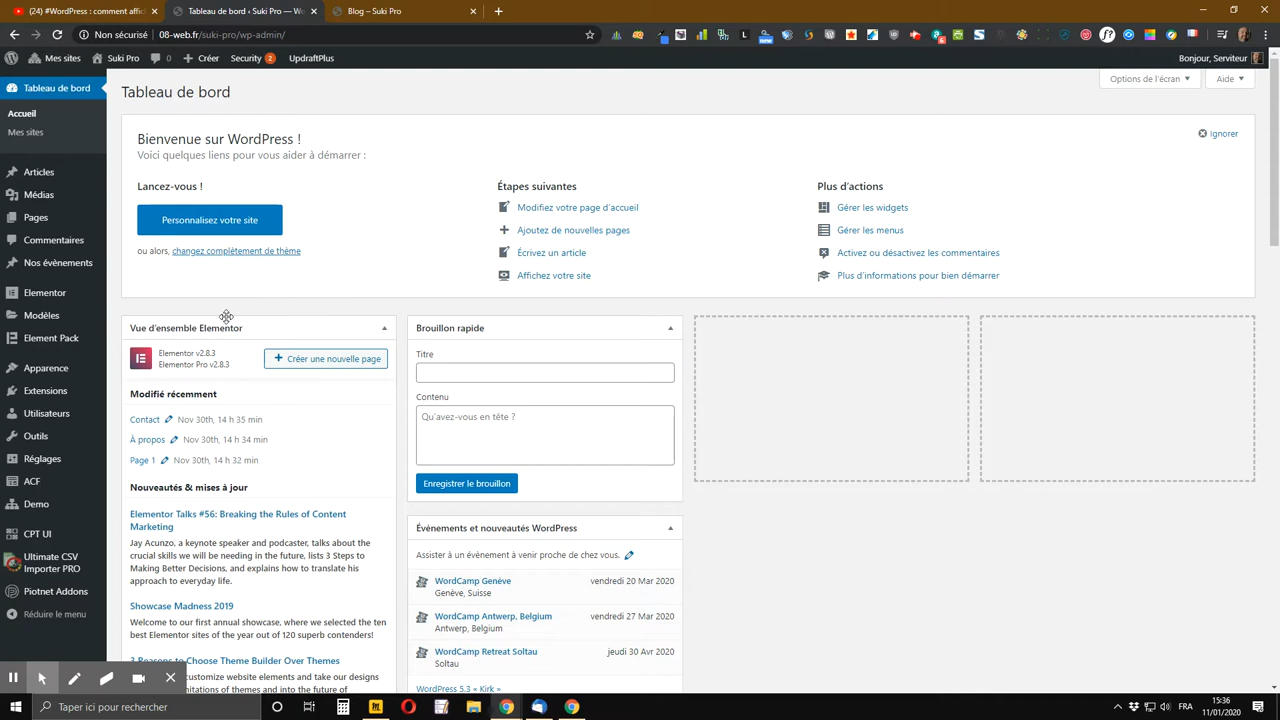 (24) #WordPress : comment affic
Tableau de bord ‹ Suki Pro — W
Blog – Suki Pro
Non sécurisé
08-web.fr/suki-pro/wp-admin/
Mes sites
Suki Pro
0
Créer
Security 2
UpdraftPlus
Bonjour, Serviteur
Tableau de bord
Accueil
Mes sites
Articles
Médias
Pages
Commentaires
Nos évènements
Elementor
Modèles
Element Pack
Apparence
Extensions
Utilisateurs
Outils
Réglages
ACF
Demo
CPT UI
Ultimate CSV
Importer PRO
Piotnet Addons
Réduire le menu
Options de l'écran
Aide
Tableau de bord
Bienvenue sur WordPress !
Voici quelques liens pour vous aider à démarrer :
Ignorer
Lancez-vous !
Personnalisez votre site
ou alors, changez complètement de thème
Étapes suivantes
Modifiez votre page d'accueil
Ajoutez de nouvelles pages
Écrivez un article
Affichez votre site
Plus d'actions
Gérer les widgets
Gérer les menus
Activez ou désactivez les commentaires
Plus d'informations pour bien démarrer
Vue d'ensemble Elementor
Elementor v2.8.3
Elementor Pro v2.8.3
Créer une nouvelle page
Modifié récemment
Contact Nov 30th, 14 h 35 min
À propos Nov 30th, 14 h 34 min
Page 1 Nov 30th, 14 h 32 min
Nouveautés & mises à jour
Elementor Talks #56: Breaking the Rules of Content
Marketing
Jay Acunzo, a keynote speaker and podcaster, talks about the
crucial skills we will be needing in the future, lists 3 Steps to
Making Better Decisions, and explains how to translate his
approach to everyday life.
Showcase Madness 2019
Welcome to our first annual showcase, where we selected the ten
best Elementor sites of the year out of 120 superb contenders!
3 Reasons to Choose Theme Builder Over Themes
customize website elements and take our designs
mitations of themes and into the future of
Brouillon rapide
Titre
Contenu
Qu'avez-vous en tête ?
Enregistrer le brouillon
Évènements et nouveautés WordPress
Assister à un évènement à venir proche de chez vous.
WordCamp Genève vendredi 20 Mar 2020
Genève, Suisse
WordCamp Antwerp, Belgium vendredi 27 Mar 2020
Antwerp, Belgium
WordCamp Retreat Soltau jeudi 30 Avr 2020
Soltau
WordPress 5.3 « Kirk »
Taper ici pour rechercher
FRA
15:36
11/01/2020